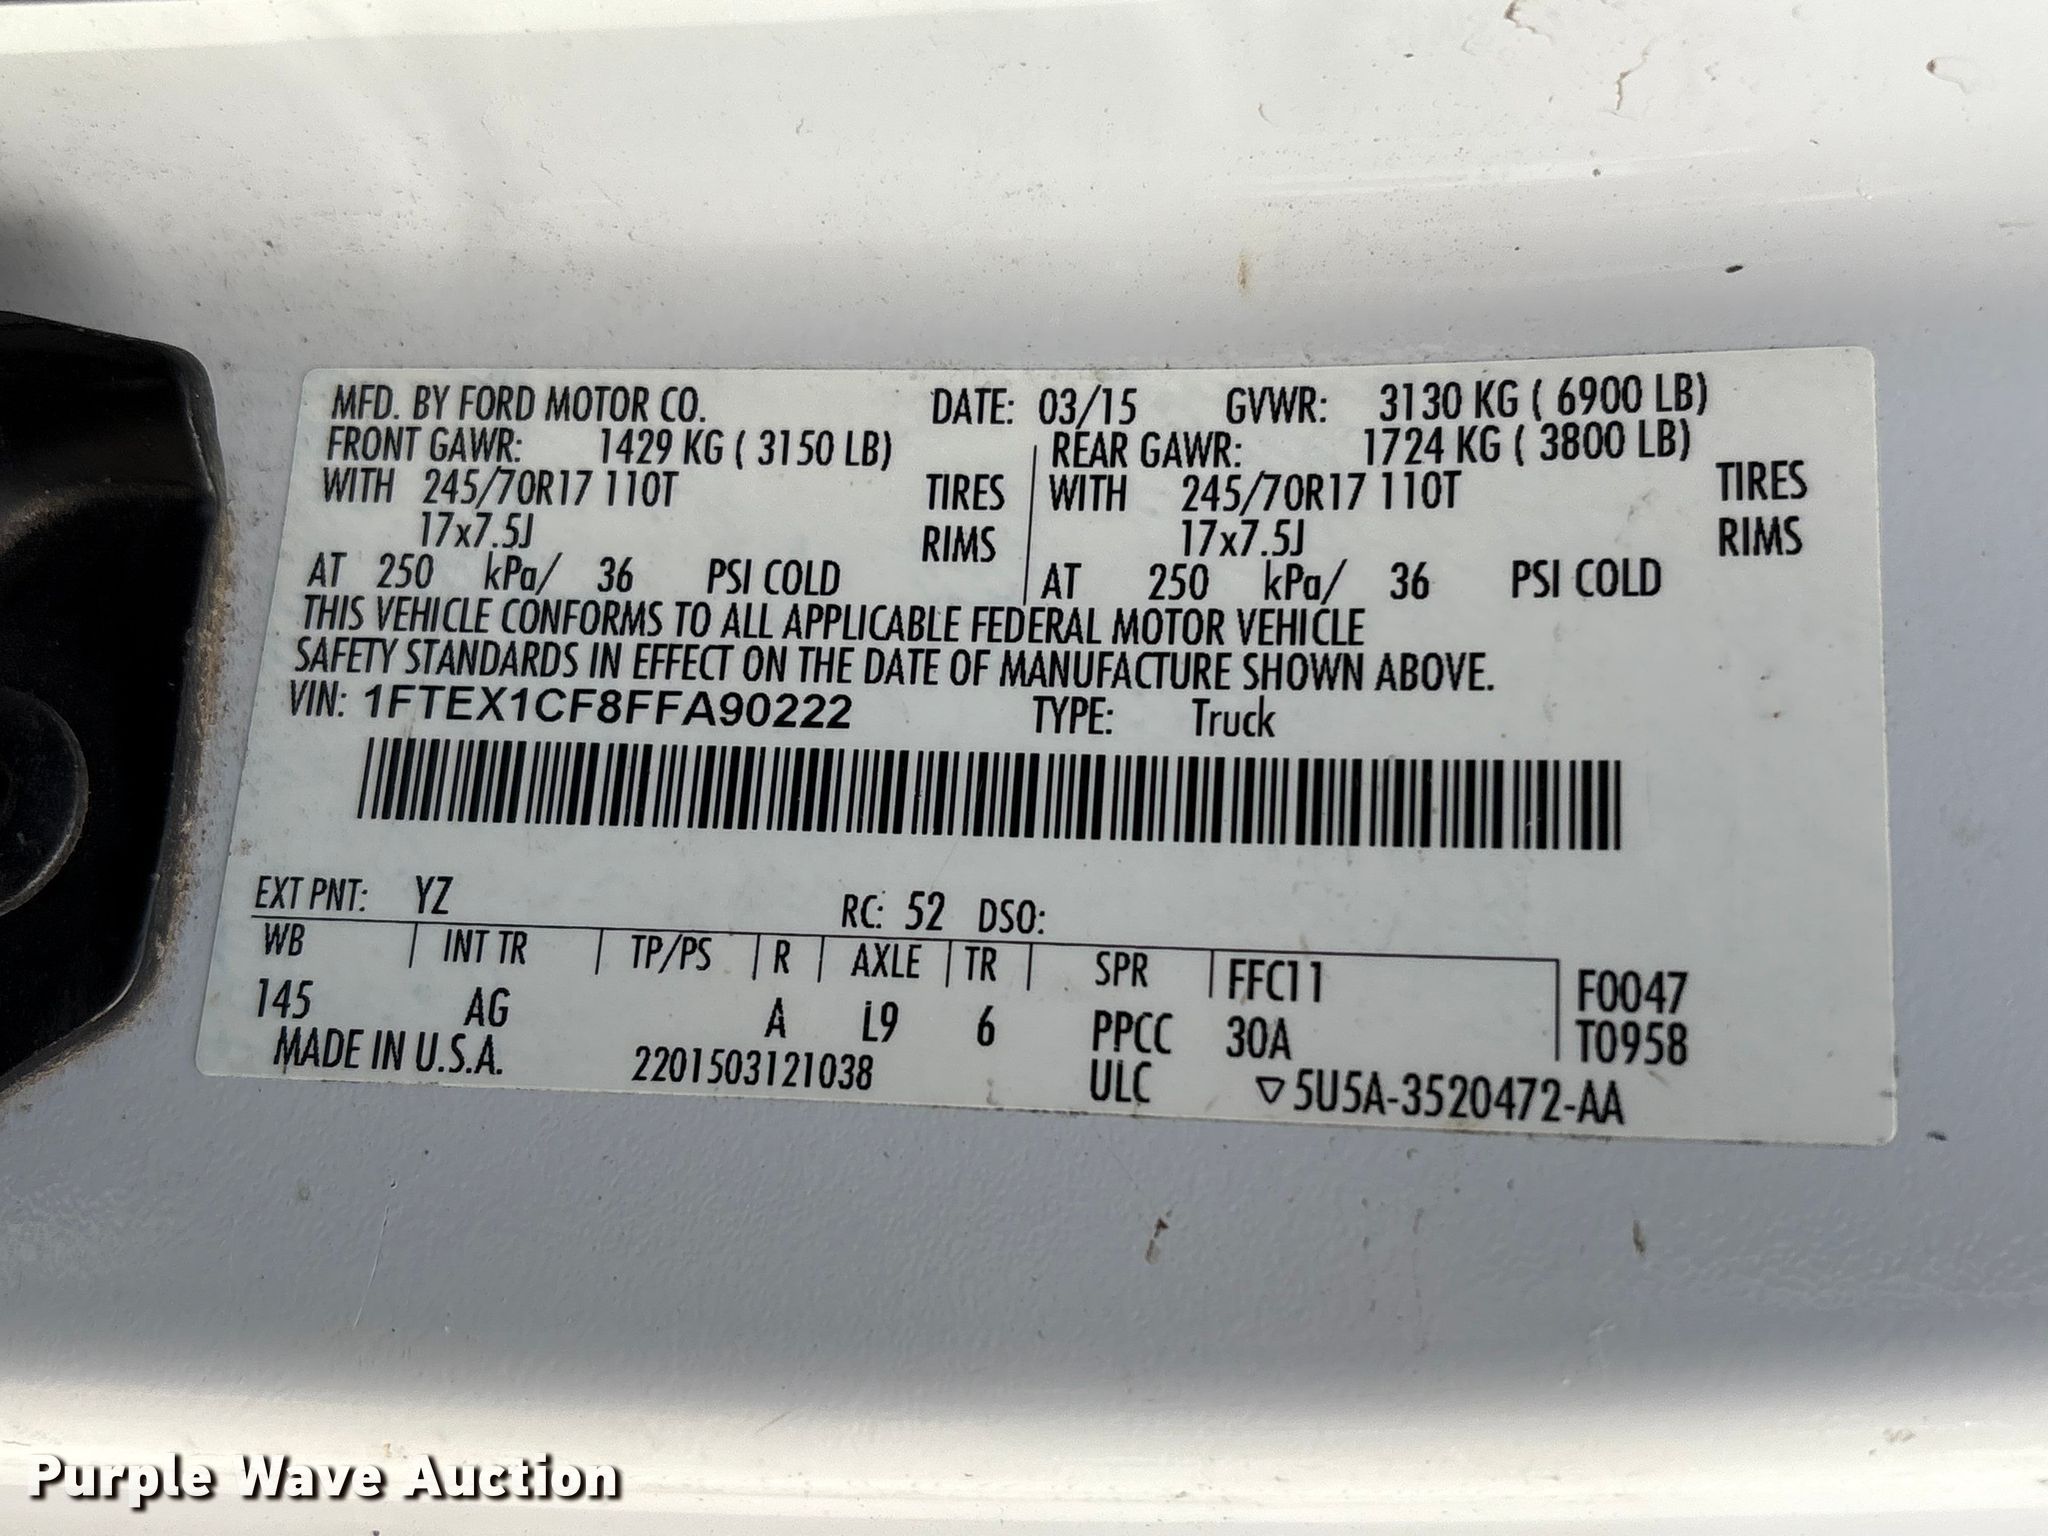 MFD. BY FORD MOTOR CO. DATE: 03/15 GVWR: 3130 KG ( 6900 LB)
FRONT GAWR: 1429 KG ( 3150 LB) REAR GAWR: 1724 KG ( 3800 LB)
WITH 245/70R17 110T TIRES WITH 245/70R17 110T TIRES
17x7.5J RIMS 17x7.5J RIMS
AT 250 kPa/ 36 PSI COLD AT 250 kPa/ 36 PSI COLD
THIS VEHICLE CONFORMS TO ALL APPLICABLE FEDERAL MOTOR VEHICLE
SAFETY STANDARDS IN EFFECT ON THE DATE OF MANUFACTURE SHOWN ABOVE.
VIN: 1FTEX1CF8FFA90222 TYPE: Truck
EXT PNT: YZ RC: 52 DSO:
WB INT TR TP/PS R AXLE TR SPR FFC11 F0047
145 AG A L9 6 PPCC 30A T0958
MADE IN U.S.A. 2201503121038 ULC ▽5U5A-3520472-AA
Purple Wave Auction